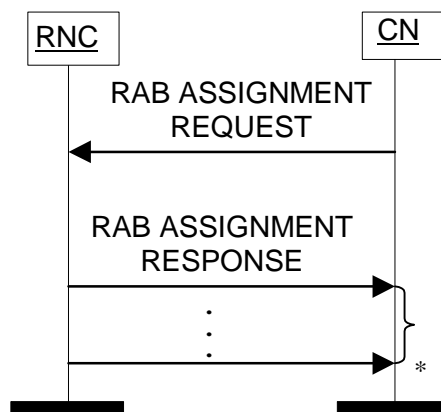 RNC
CN
RAB ASSIGNMENT
REQUEST
RAB ASSIGNMENT
RESPONSE
*